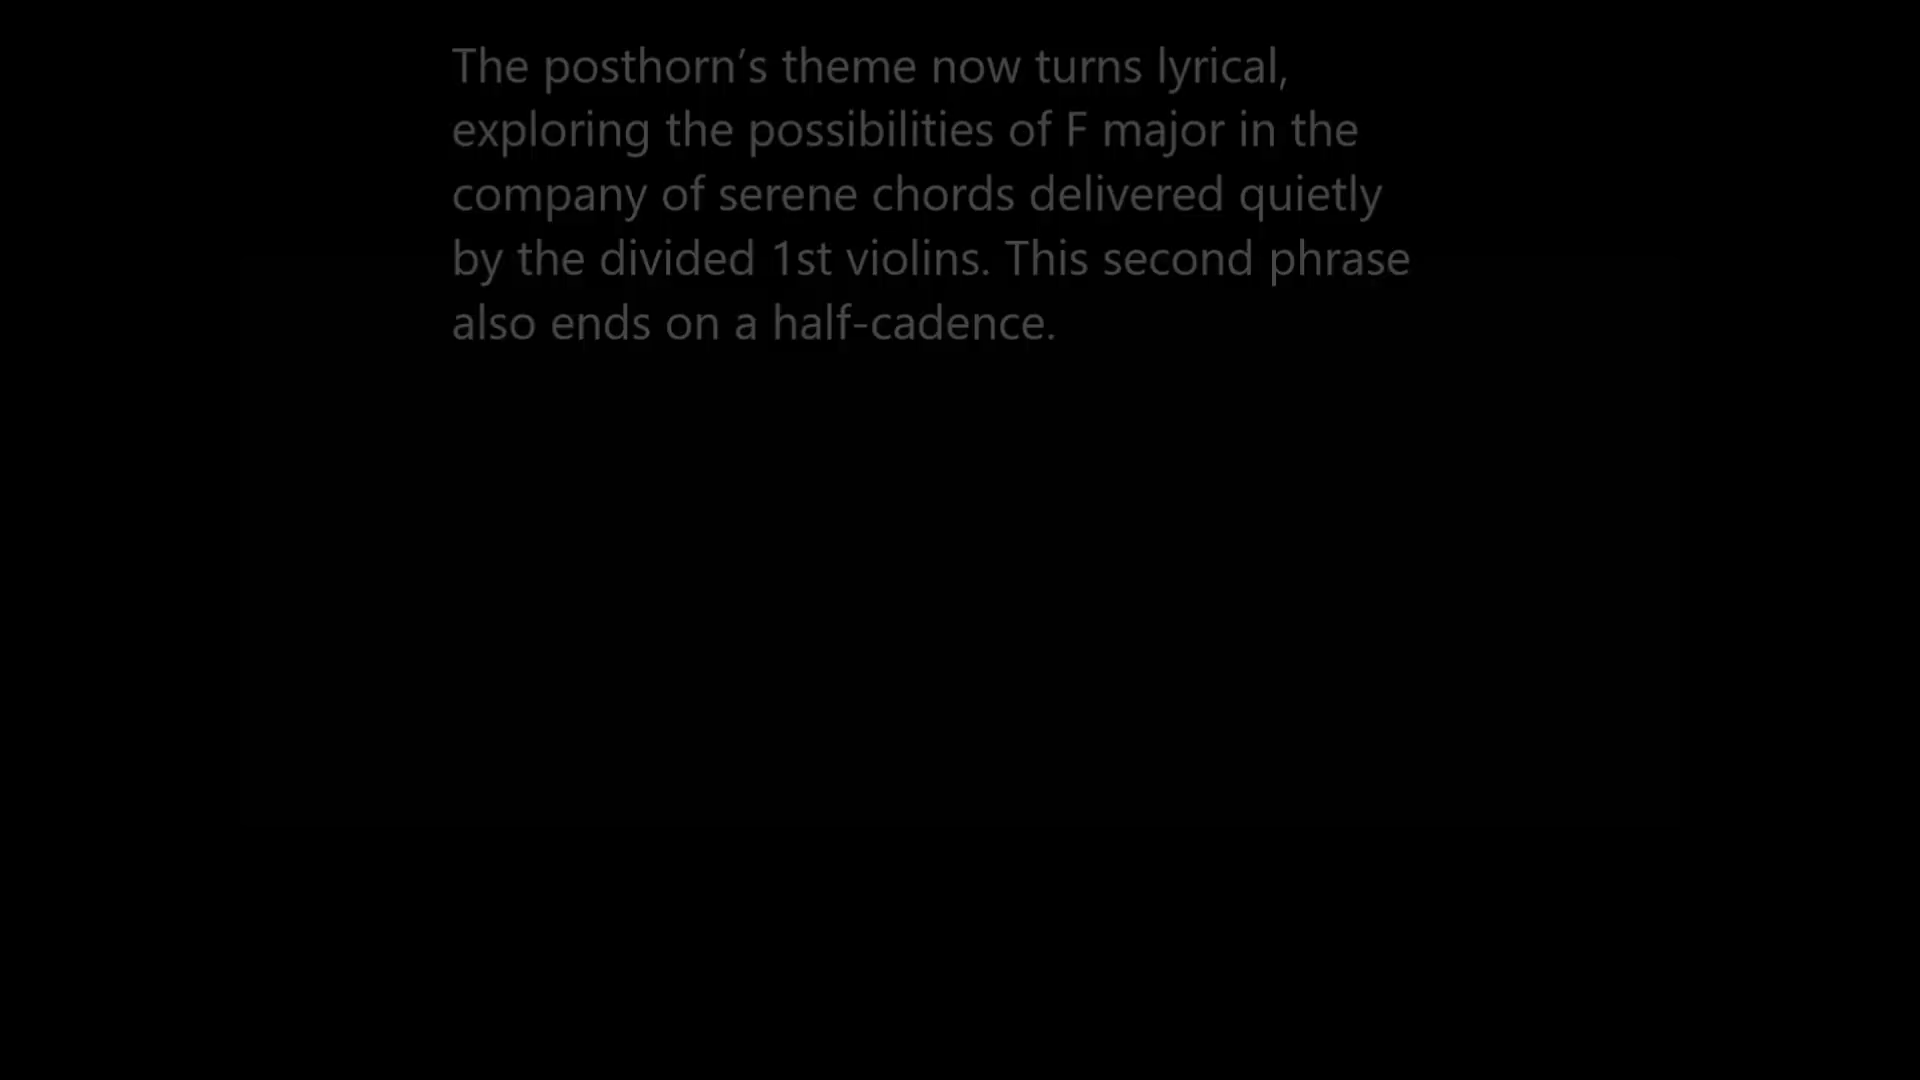 The posthorn’s theme now turns lyrical,
exploring the possibilities of F major in the
company of serene chords delivered quietly
by the divided 1st violins. This second phrase
also ends on a half-cadence.